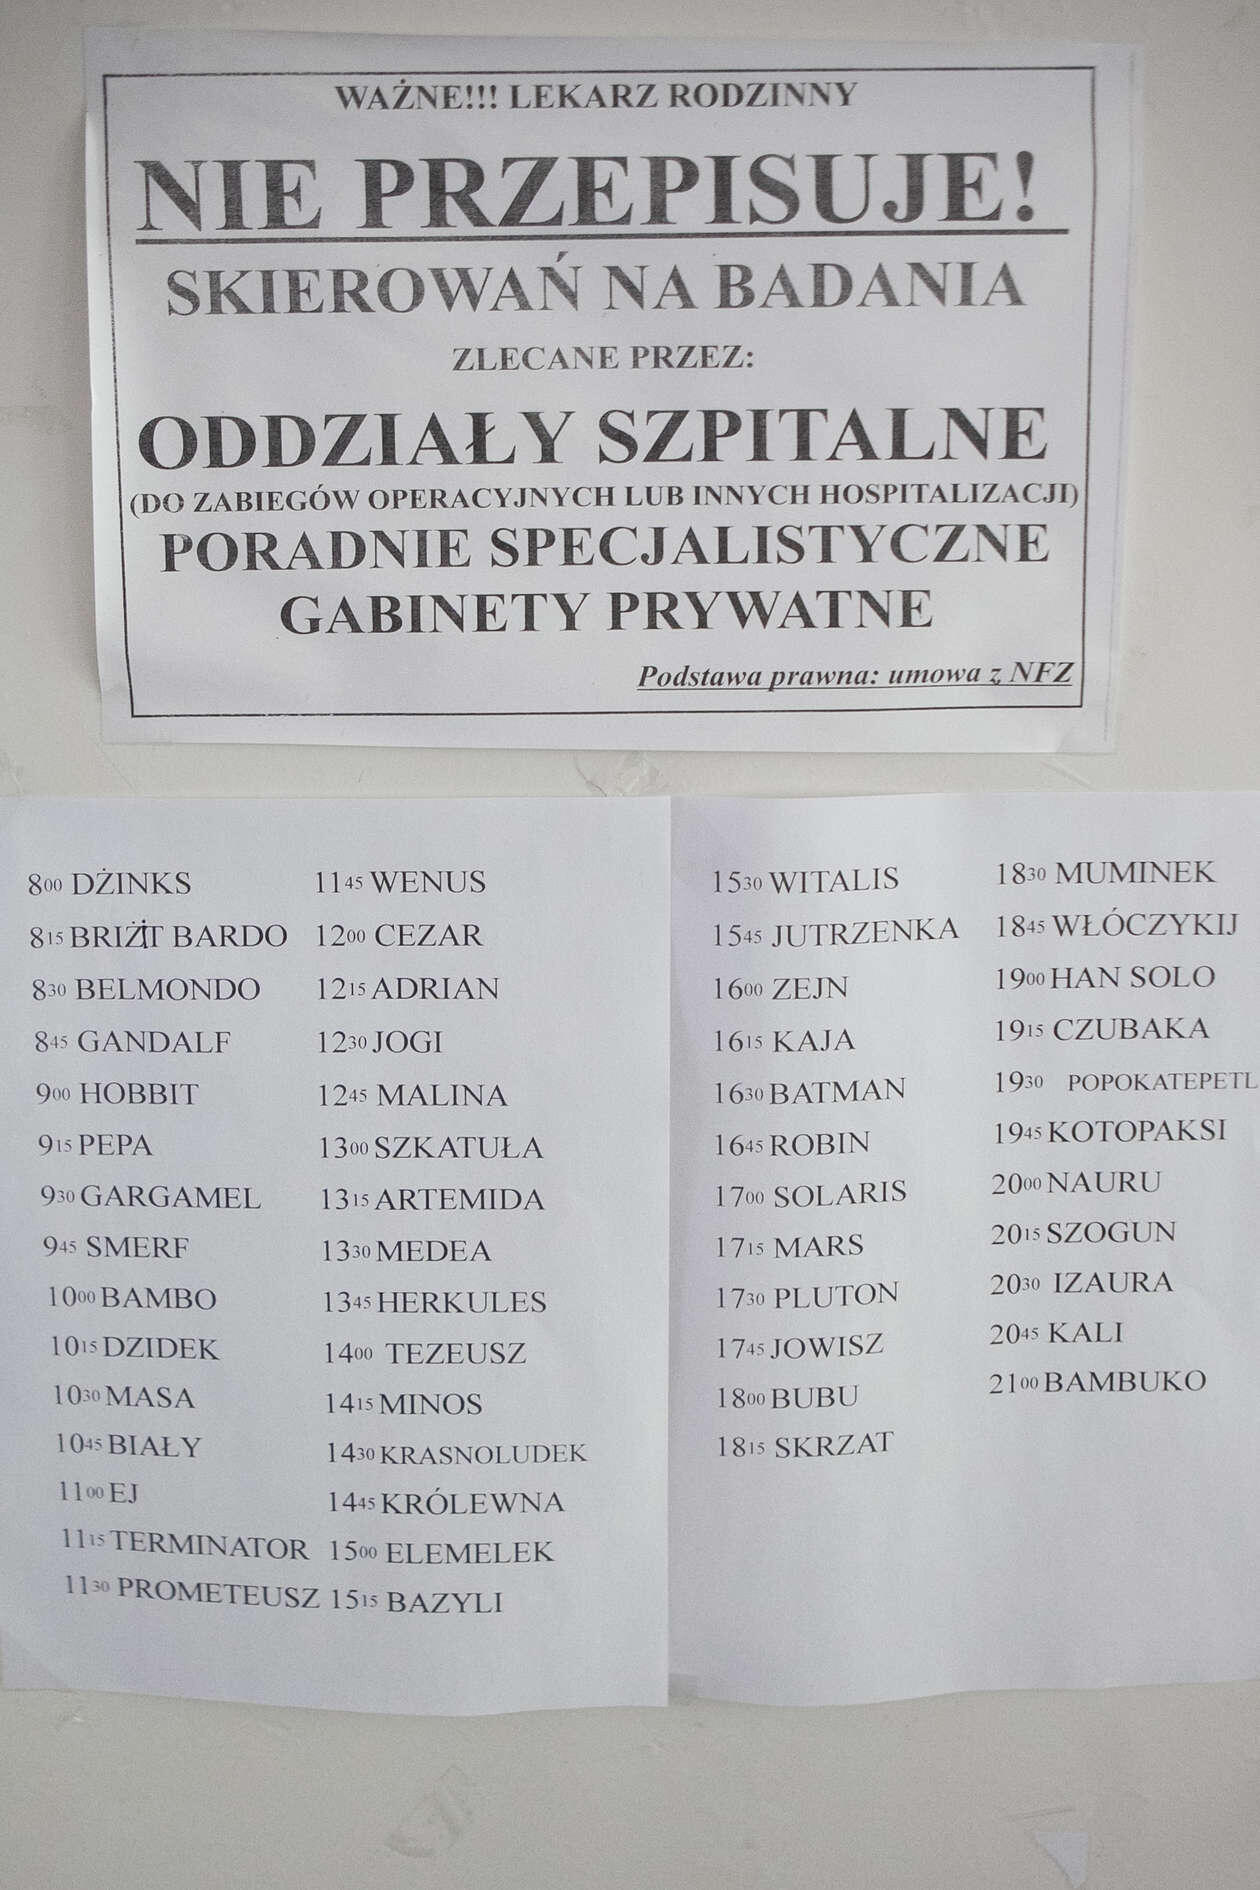 WAŻNE!!! LEKARZ RODZINNY
NIE PRZEPISUJE!
SKIEROWAŃ NA BADANIA
ZLECANE PRZEZ:
ODDZIAŁY SZPITALNE
(DO ZABIEGÓW OPERACYJNYCH LUB INNYCH HOSPITALIZACJI)
PORADNIE SPECJALISTYCZNE
GABINETY PRYWATNE
Podstawa prawna: umowa z NFZ
800 DŻINKS
815 BRIŻIT BARDO
830 BELMONDO
845 GANDALF
900 HOBBIT
915 PEPA
930 GARGAMEL
945 SMERF
1000 BAMBO
1015 DZIDEK
1030 MASA
1045 BIAŁY
1100 EJ
1115 TERMINATOR
1130 PROMETEUSZ
1145 WENUS
1200 CEZAR
1215 ADRIAN
1230 JOGI
1245 MALINA
1300 SZKATUŁA
1315 ARTEMIDA
1330 MEDEA
1345 HERKULES
1400 TEZEUSZ
1415 MINOS
1430 KRASNOLUDEK
1445 KRÓLEWNA
1500 ELEMELEK
1515 BAZYLI
1530 WITALIS
1545 JUTRZENKA
1600 ZEJN
1615 KAJA
1630 BATMAN
1645 ROBIN
1700 SOLARIS
1715 MARS
1730 PLUTON
1745 JOWISZ
1800 BUBU
1815 SKRZAT
1830 MUMINEK
1845 WŁÓCZYKIJ
1900 HAN SOLO
1915 CZUBAKA
1930 POPOKATEPETL
1945 KOTOPAKSI
2000 NAURU
2015 SZOGUN
2030 IZAURA
2045 KALI
2100 BAMBUKO